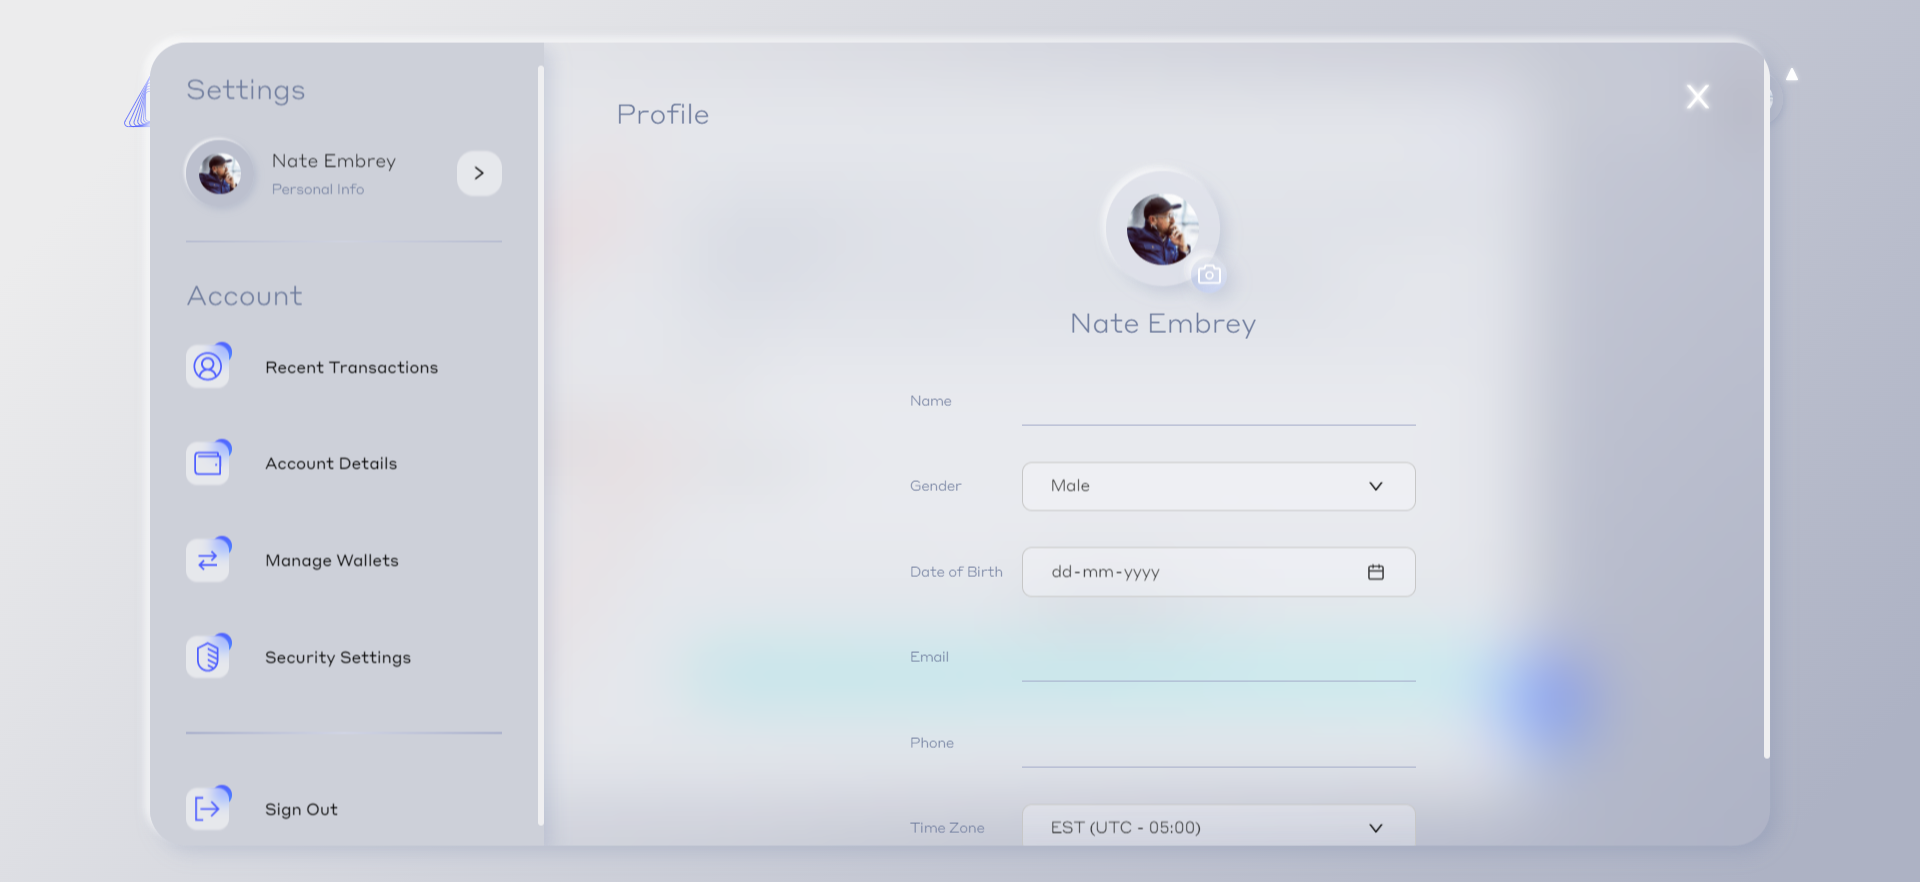 Settings
Nate Embrey
Personal Info
Account
Recent Transactions
Account Details
Manage Wallets
Security Settings
Sign Out
Profile
Nate Embrey
Name
Gender
Male
Date of Birth
dd-mm-yyyy
Email
Phone
Time Zone
EST (UTC - 05:00)